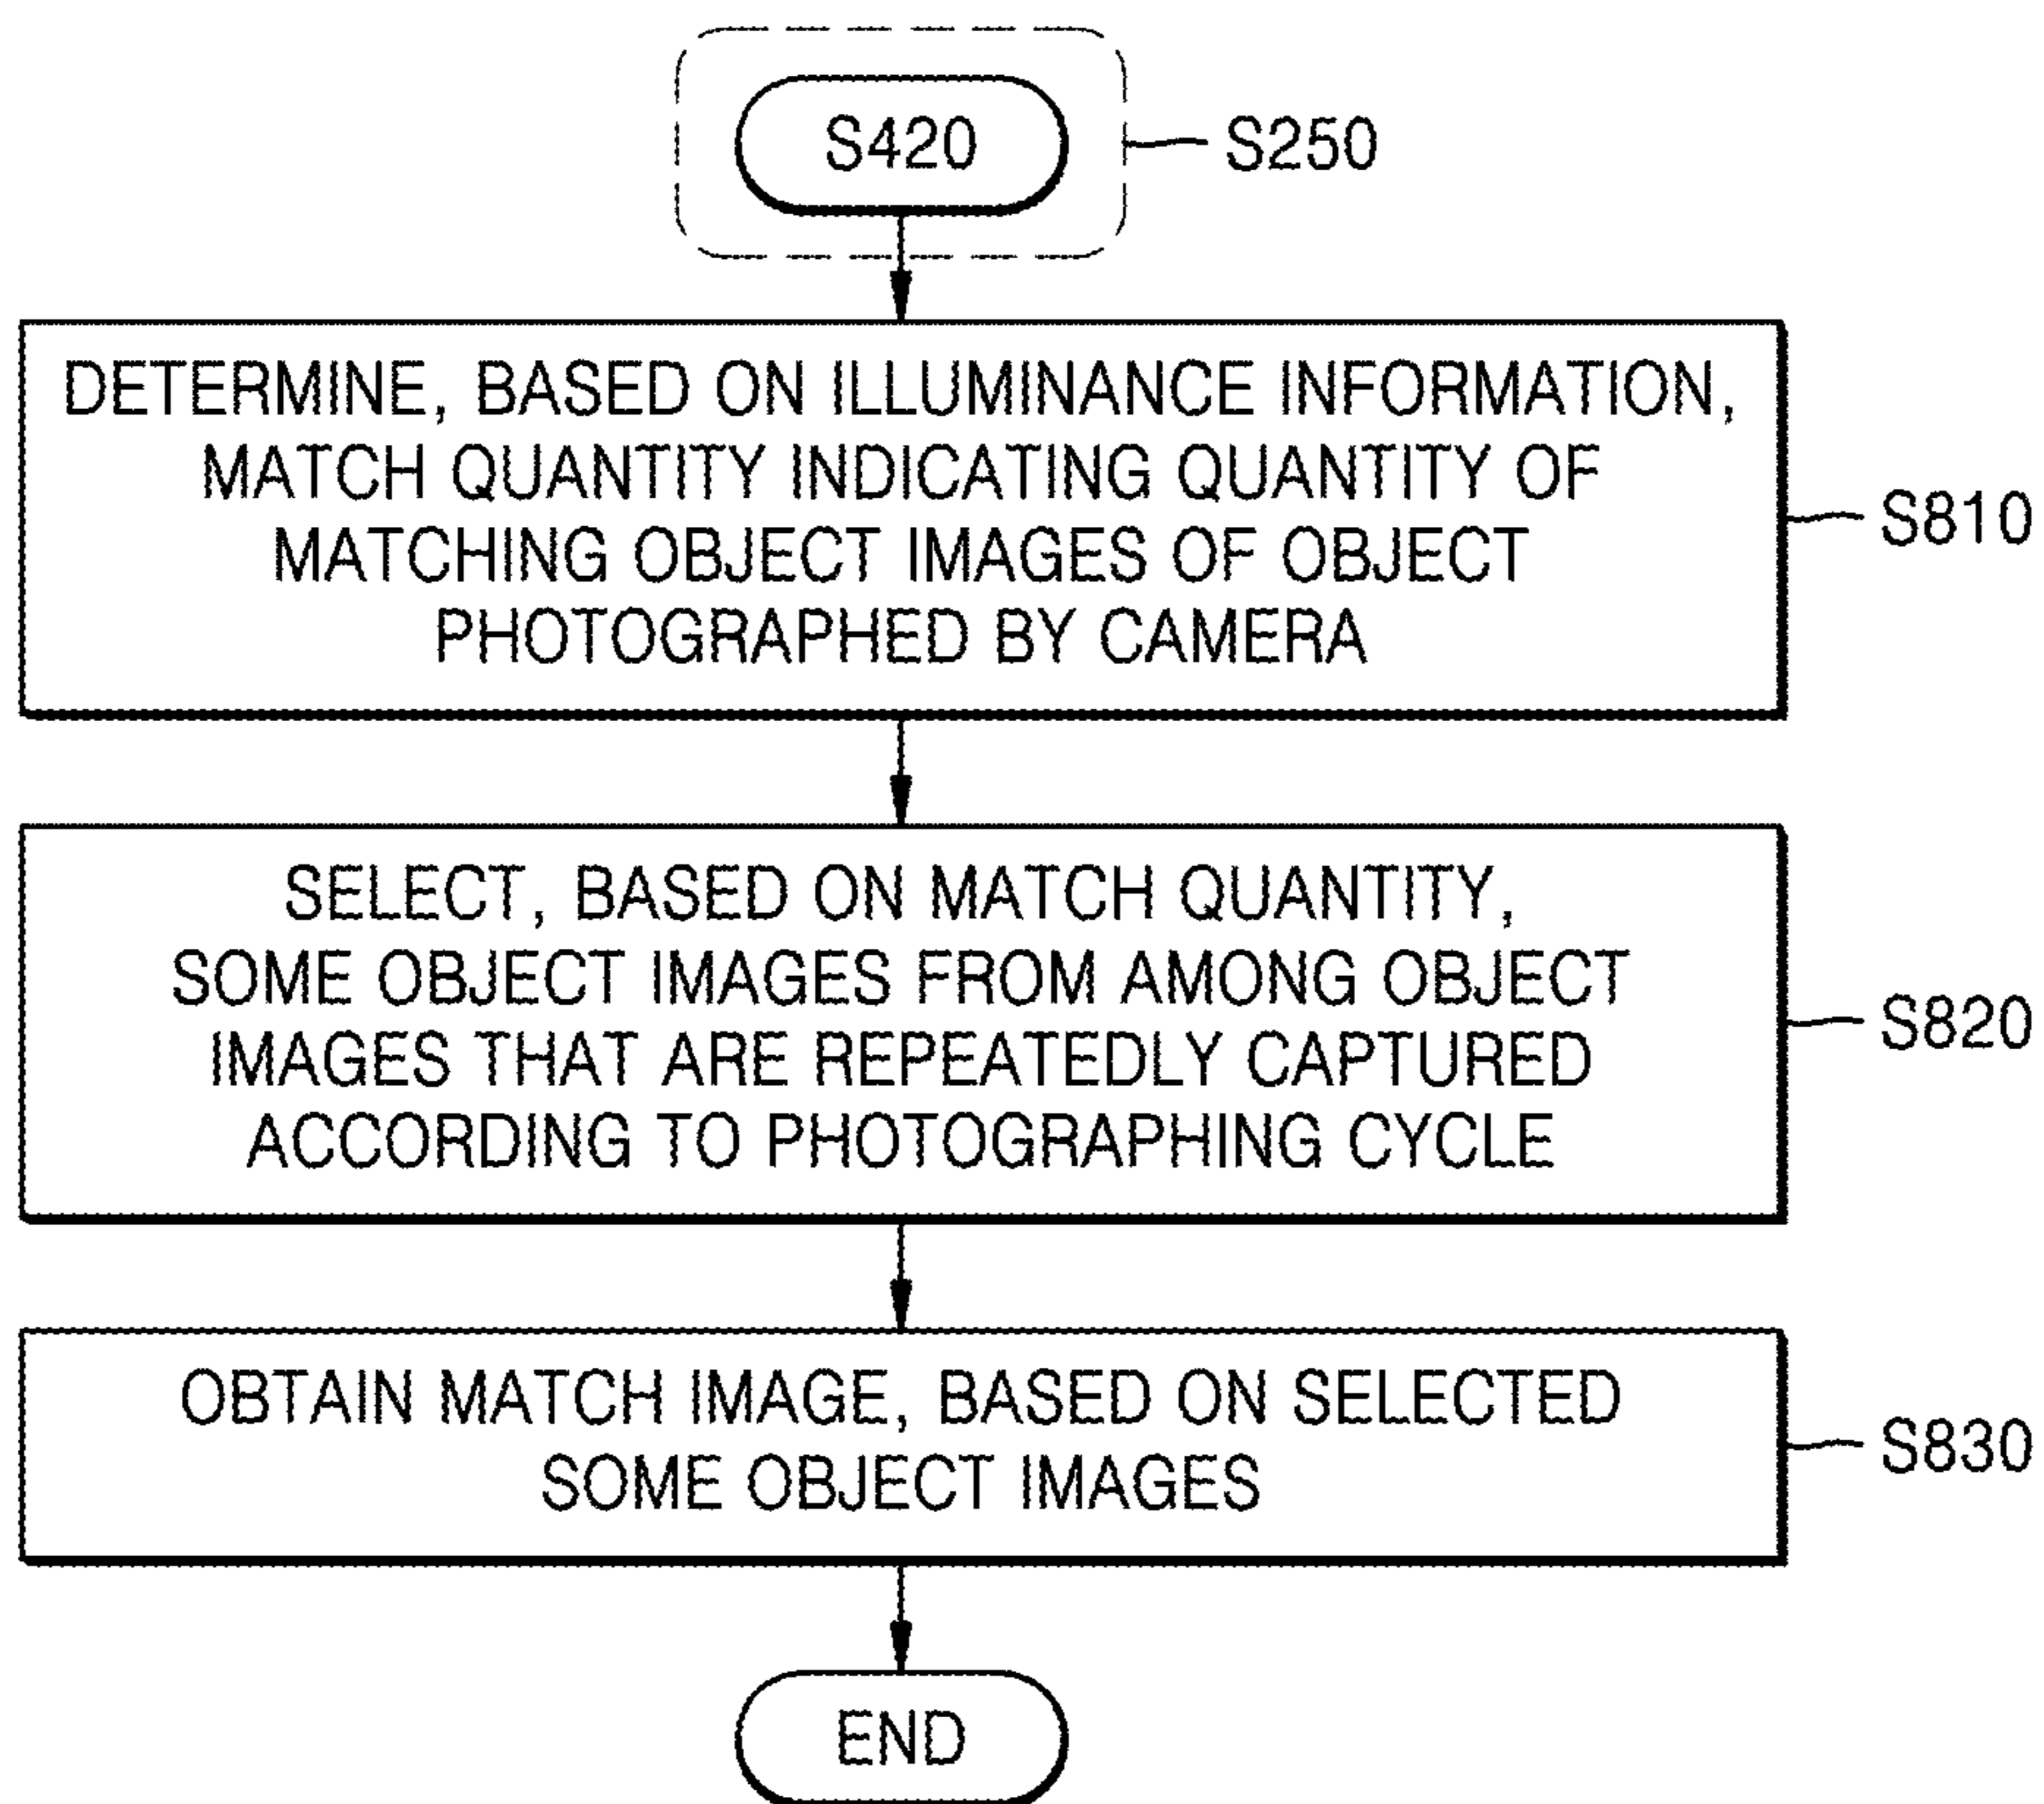 S420
S250
DETERMINE, BASED ON ILLUMINANCE INFORMATION,
MATCH QUANTITY INDICATING QUANTITY OF
MATCHING OBJECT IMAGES OF OBJECT
PHOTOGRAPHED BY CAMERA
S810
SELECT, BASED ON MATCH QUANTITY,
SOME OBJECT IMAGES FROM AMONG OBJECT
IMAGES THAT ARE REPEATEDLY CAPTURED
ACCORDING TO PHOTOGRAPHING CYCLE
S820
OBTAIN MATCH IMAGE, BASED ON SELECTED
SOME OBJECT IMAGES
S830
END